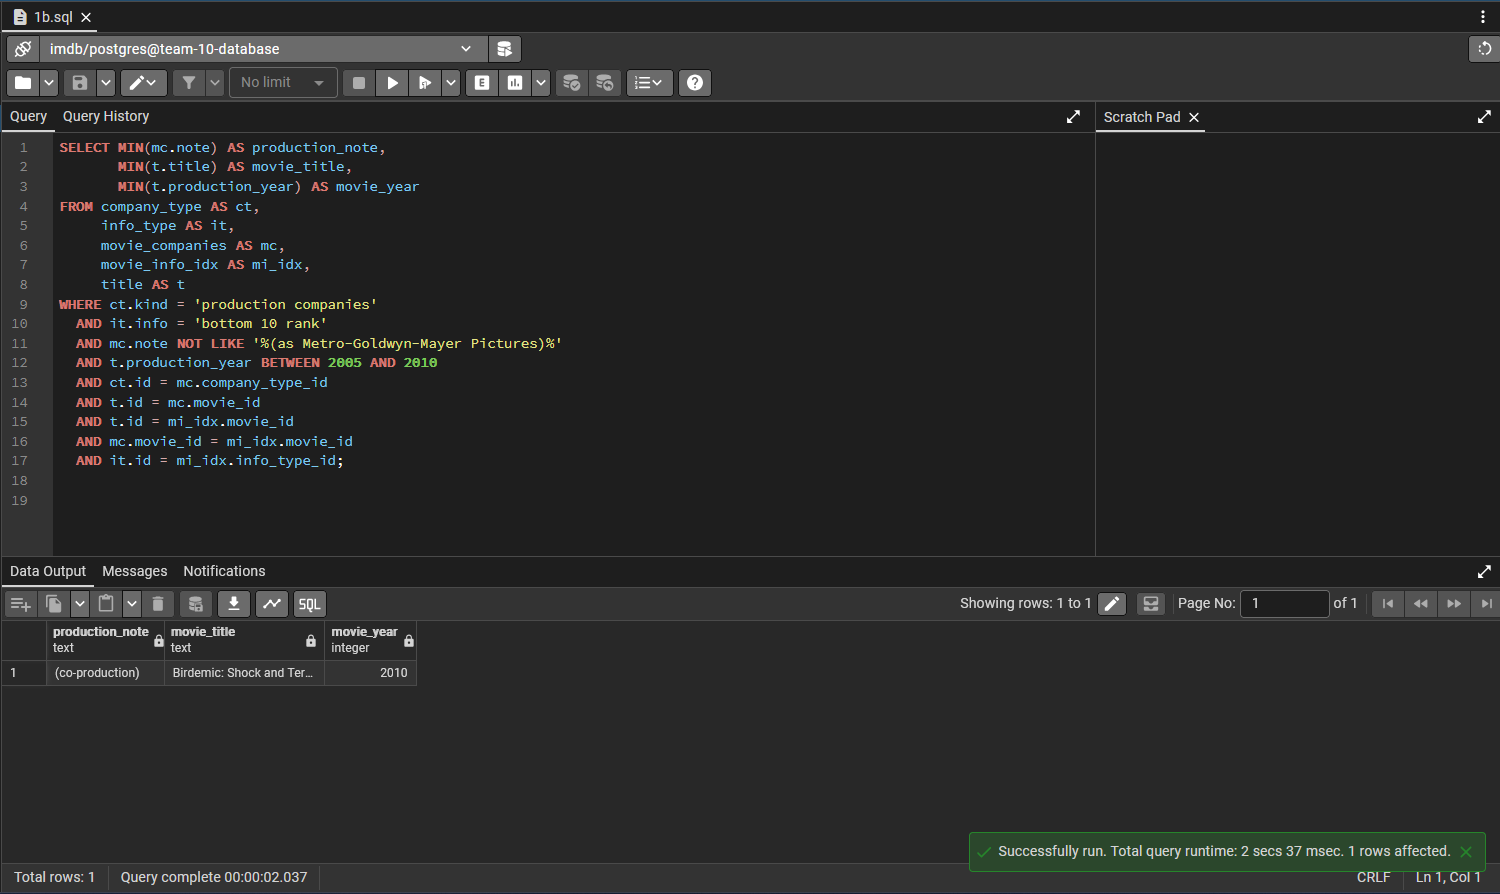 1b.sql
imdb/postgres@team-10-database
No limit
E
Query Query History
Scratch Pad
1 SELECT MIN(mc.note) AS production_note,
2 MIN(t.title) AS movie_title,
3 MIN(t.production_year) AS movie_year
4 FROM company_type AS ct,
5 info_type AS it,
6 movie_companies AS mc,
7 movie_info_idx AS mi_idx,
8 title AS t
9 WHERE ct.kind = 'production companies'
10 AND it.info = 'bottom 10 rank'
11 AND mc.note NOT LIKE '%(as Metro-Goldwyn-Mayer Pictures)%'
12 AND t.production_year BETWEEN 2005 AND 2010
13 AND ct.id = mc.company_type_id
14 AND t.id = mc.movie_id
15 AND t.id = mi_idx.movie_id
16 AND mc.movie_id = mi_idx.movie_id
17 AND it.id = mi_idx.info_type_id;
18
19
Data Output Messages Notifications
SQL Showing rows: 1 to 1 Page No: 1 of 1
production_note movie_title movie_year
text text integer
1 (co-production) Birdemic: Shock and Ter... 2010
Successfully run. Total query runtime: 2 secs 37 msec. 1 rows affected.
Total rows: 1 Query complete 00:00:02.037 CRLF Ln 1, Col 1